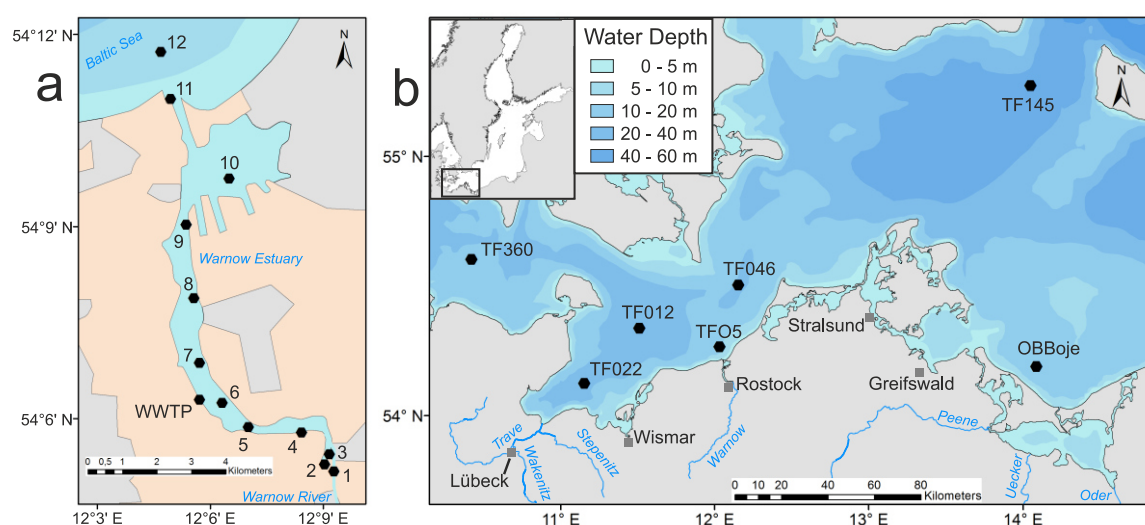 a
54°12' N
54°9' N
54°6' N
Baltic Sea
12
N
11
10
9
Warnow Estuary
8
7
6
WWTP
5
4
3
2
1
0 0,5 1 2 3 4
Kilometers
Warnow River
12°3' E
12°6' E
12°9' E
b
Water Depth
0 - 5 m
5 - 10 m
10 - 20 m
20 - 40 m
40 - 60 m
N
TF145
55° N
TF360
TF046
TF012
Stralsund
TFO5
OBBoje
TF022
Rostock
Greifswald
54° N
Wismar
Peene
Trave
Stepenitz
Warnow
Wakenitz
Lübeck
Uecker
Oder
0 10 20 40 60 80
Kilometers
11° E
12° E
13° E
14° E